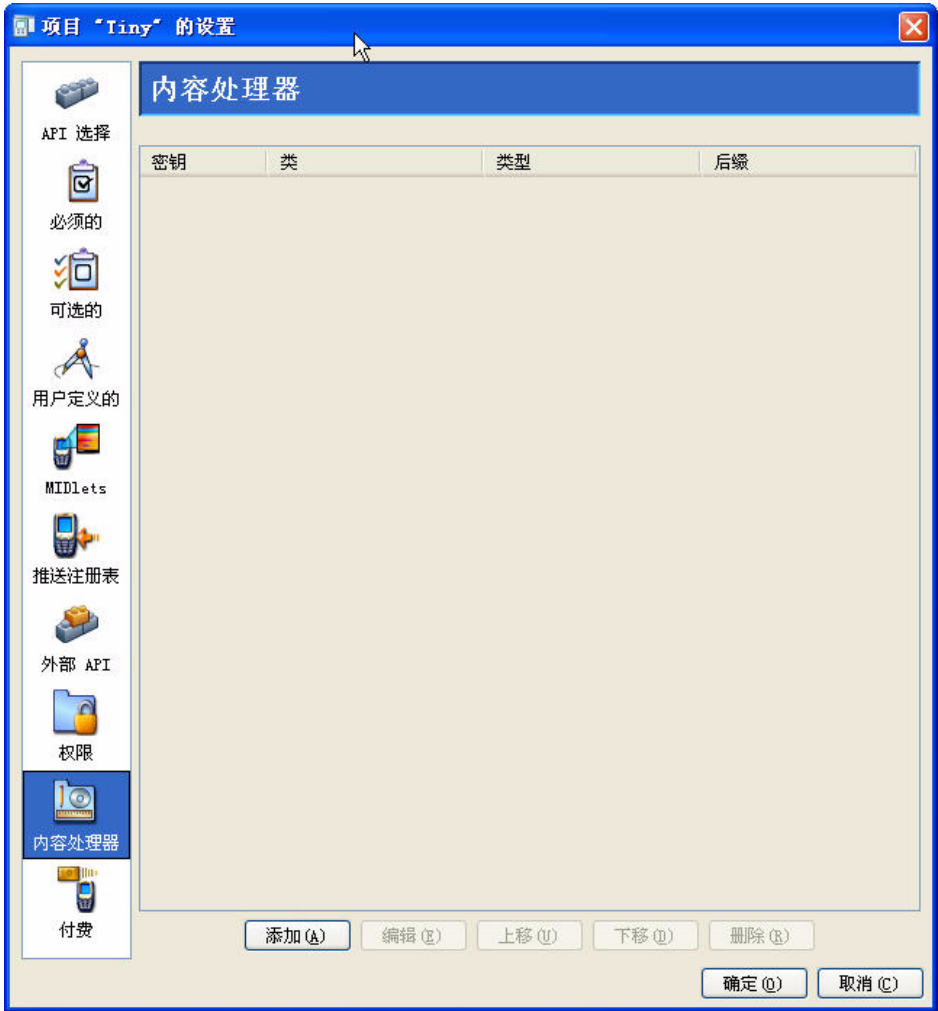 项目 "Tiny" 的设置
内容处理器
API 选择
必须的
可选的
用户定义的
MIDlets
推送注册表
外部 API
权限
内容处理器
付费
密钥 类 类型 后缀
添加(A) 编辑(E) 上移(U) 下移(D) 删除(R)
确定(O) 取消(C)